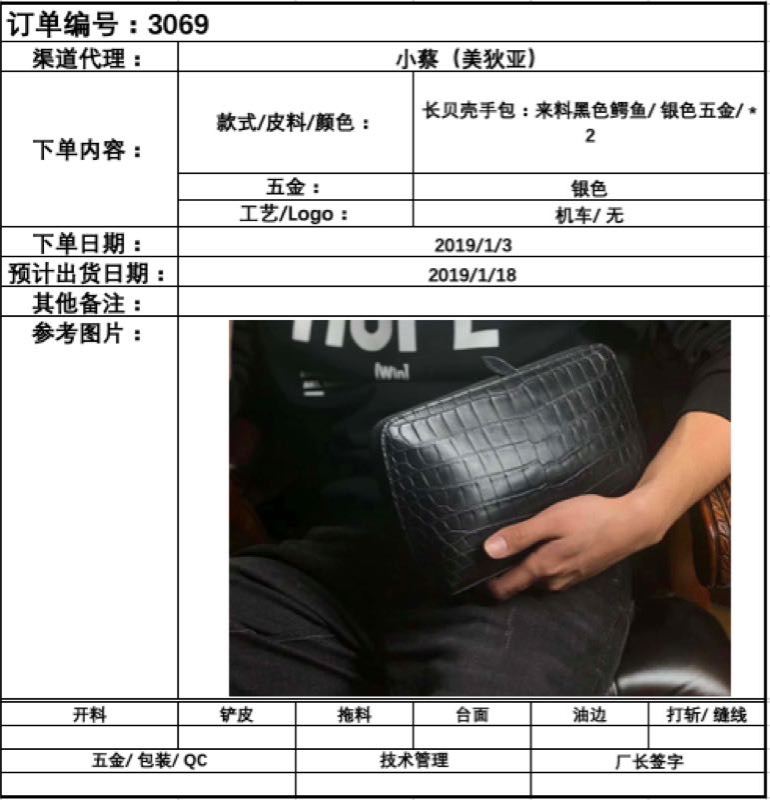 订单编号：3069
渠道代理： 小蔡（美狄亚）
下单内容： 款式/皮料/颜色： 长贝壳手包：来料黑色鳄鱼/ 银色五金/ *
2
五金： 银色
工艺/Logo： 机车/ 无
下单日期： 2019/1/3
预计出货日期： 2019/1/18
其他备注：
参考图片：
[Win]
开料 铲皮 拖料 台面 油边 打斩/ 缝线
五金/ 包装/ QC 技术管理 厂长签字